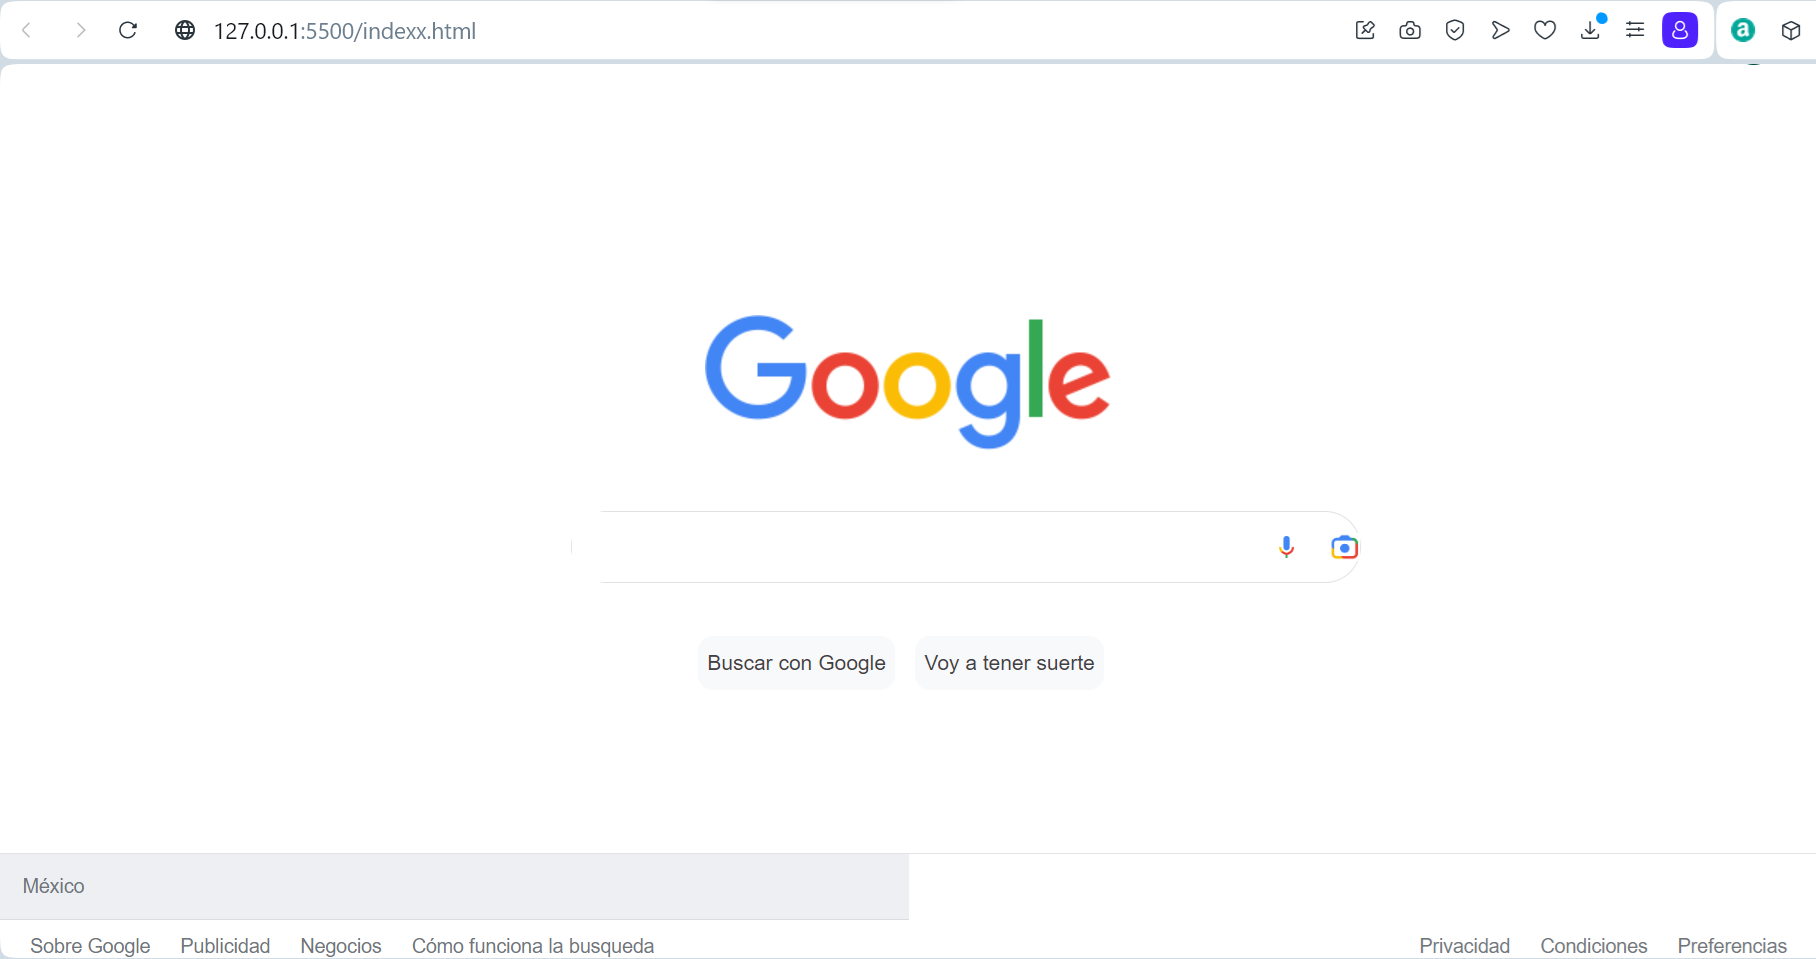 127.0.0.1:5500/indexx.html
a
Google
Buscar con Google Voy a tener suerte
México
Sobre Google Publicidad Negocios Cómo funciona la busqueda Privacidad Condiciones Preferencias